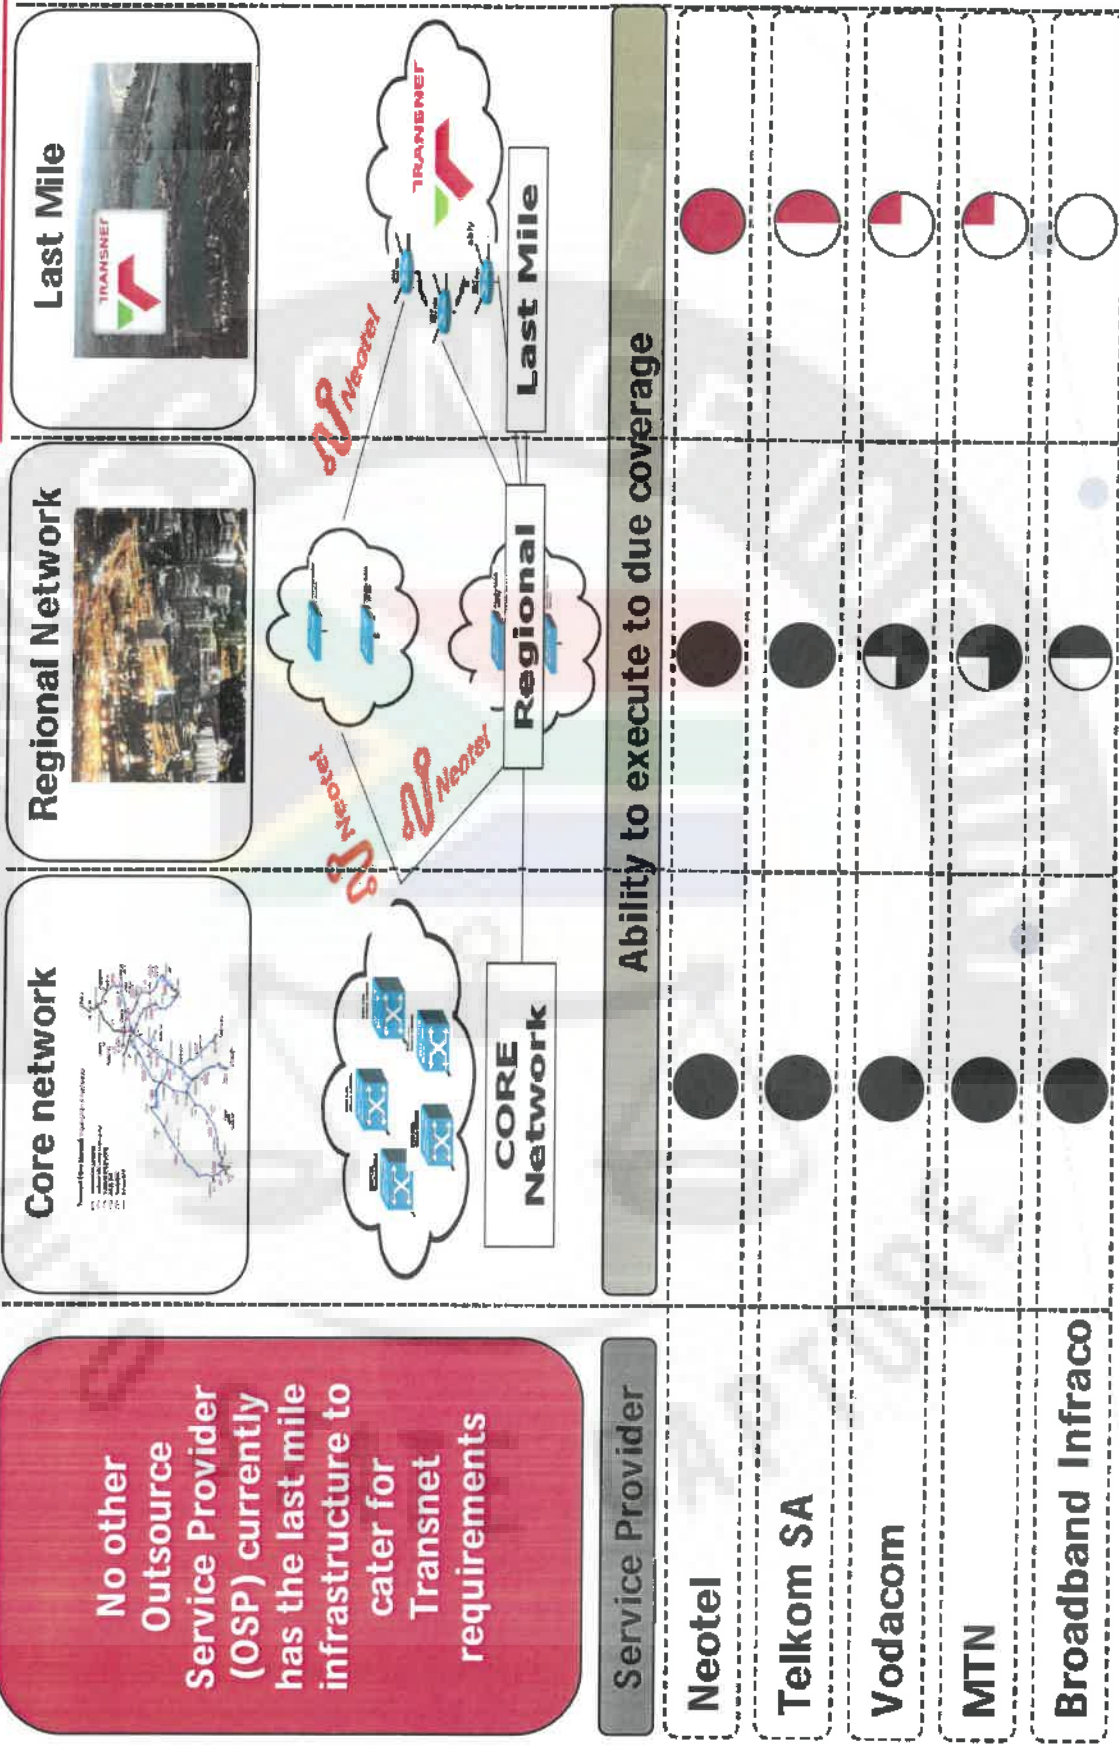 No other
Outsource
Service Provider
(OSP) currently
has the last mile
infrastructure to
cater for
Transnet
requirements
Core network
Regional Network
Last Mile
TRANSNET
TRANSNET
Neotel
Neotel
Neotel
CORE
Network
Regional
Last Mile
Service Provider
Ability to execute to due coverage
Neotel
Telkom SA
Vodacom
MTN
Broadband Infraco
CAPTURE